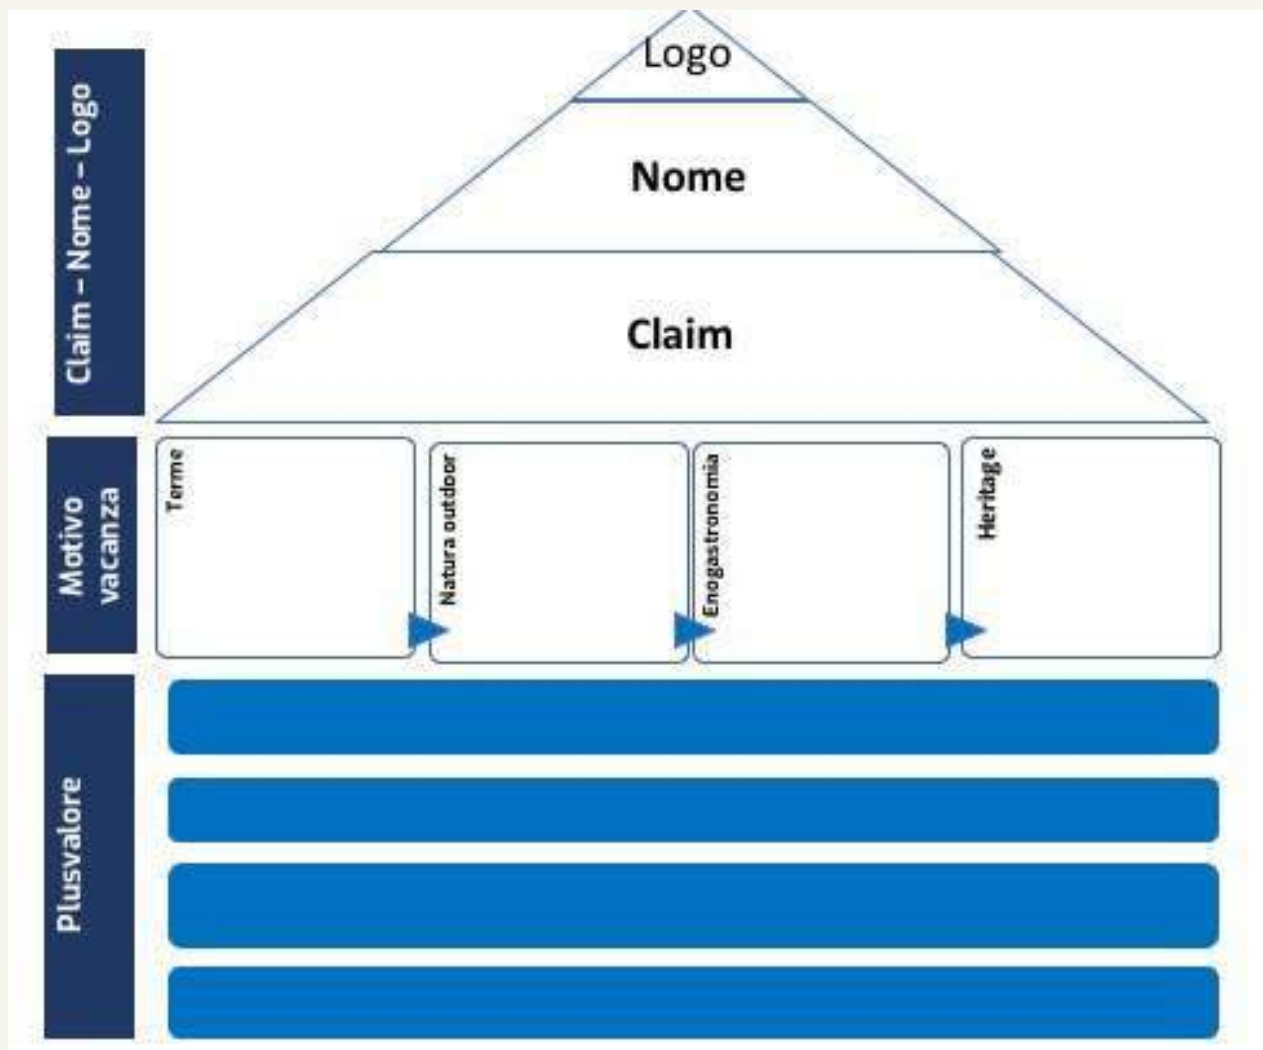 Claim – Nome – Logo
Logo
Nome
Claim
Motivo
vacanza
Terme
Natura outdoor
Enogastronomia
Heritage
Plusvalore